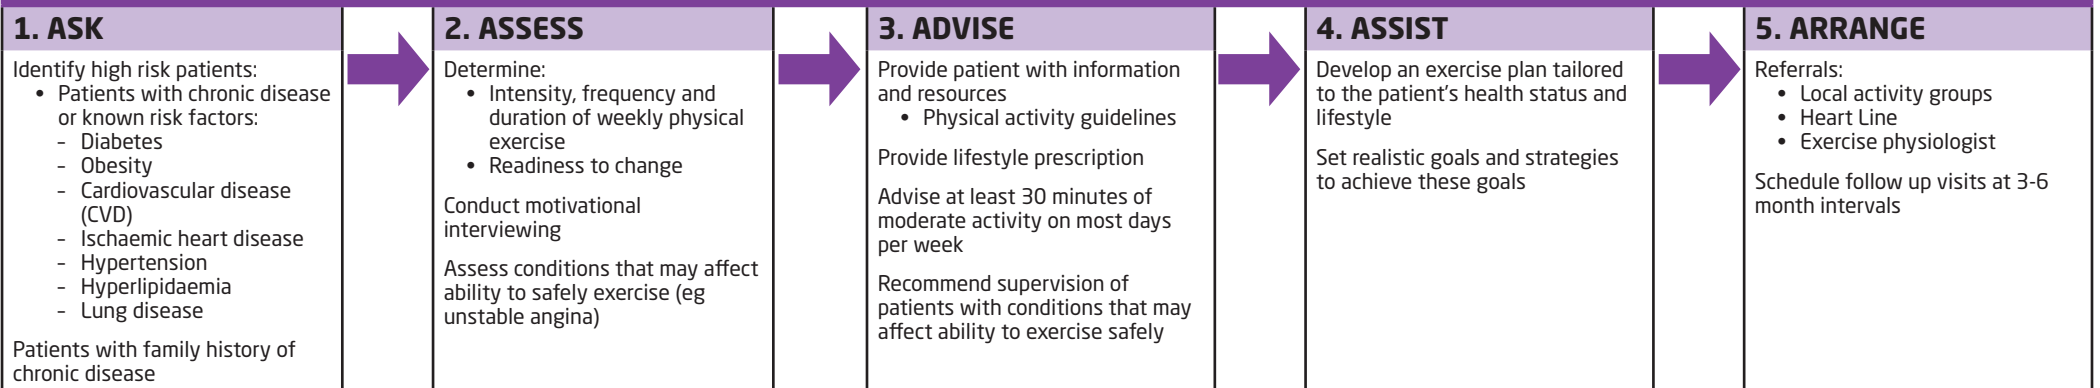 1. ASK
Identify high risk patients:
• Patients with chronic disease
or known risk factors:
– Diabetes
– Obesity
– Cardiovascular disease
(CVD)
– Ischaemic heart disease
– Hypertension
– Hyperlipidaemia
– Lung disease
Patients with family history of
chronic disease
2. ASSESS
Determine:
• Intensity, frequency and
duration of weekly physical
exercise
• Readiness to change
Conduct motivational
interviewing
Assess conditions that may affect
ability to safely exercise (eg
unstable angina)
3. ADVISE
Provide patient with information
and resources
• Physical activity guidelines
Provide lifestyle prescription
Advise at least 30 minutes of
moderate activity on most days
per week
Recommend supervision of
patients with conditions that may
affect ability to exercise safely
4. ASSIST
Develop an exercise plan tailored
to the patient's health status and
lifestyle
Set realistic goals and strategies
to achieve these goals
5. ARRANGE
Referrals:
• Local activity groups
• Heart Line
• Exercise physiologist
Schedule follow up visits at 3-6
month intervals